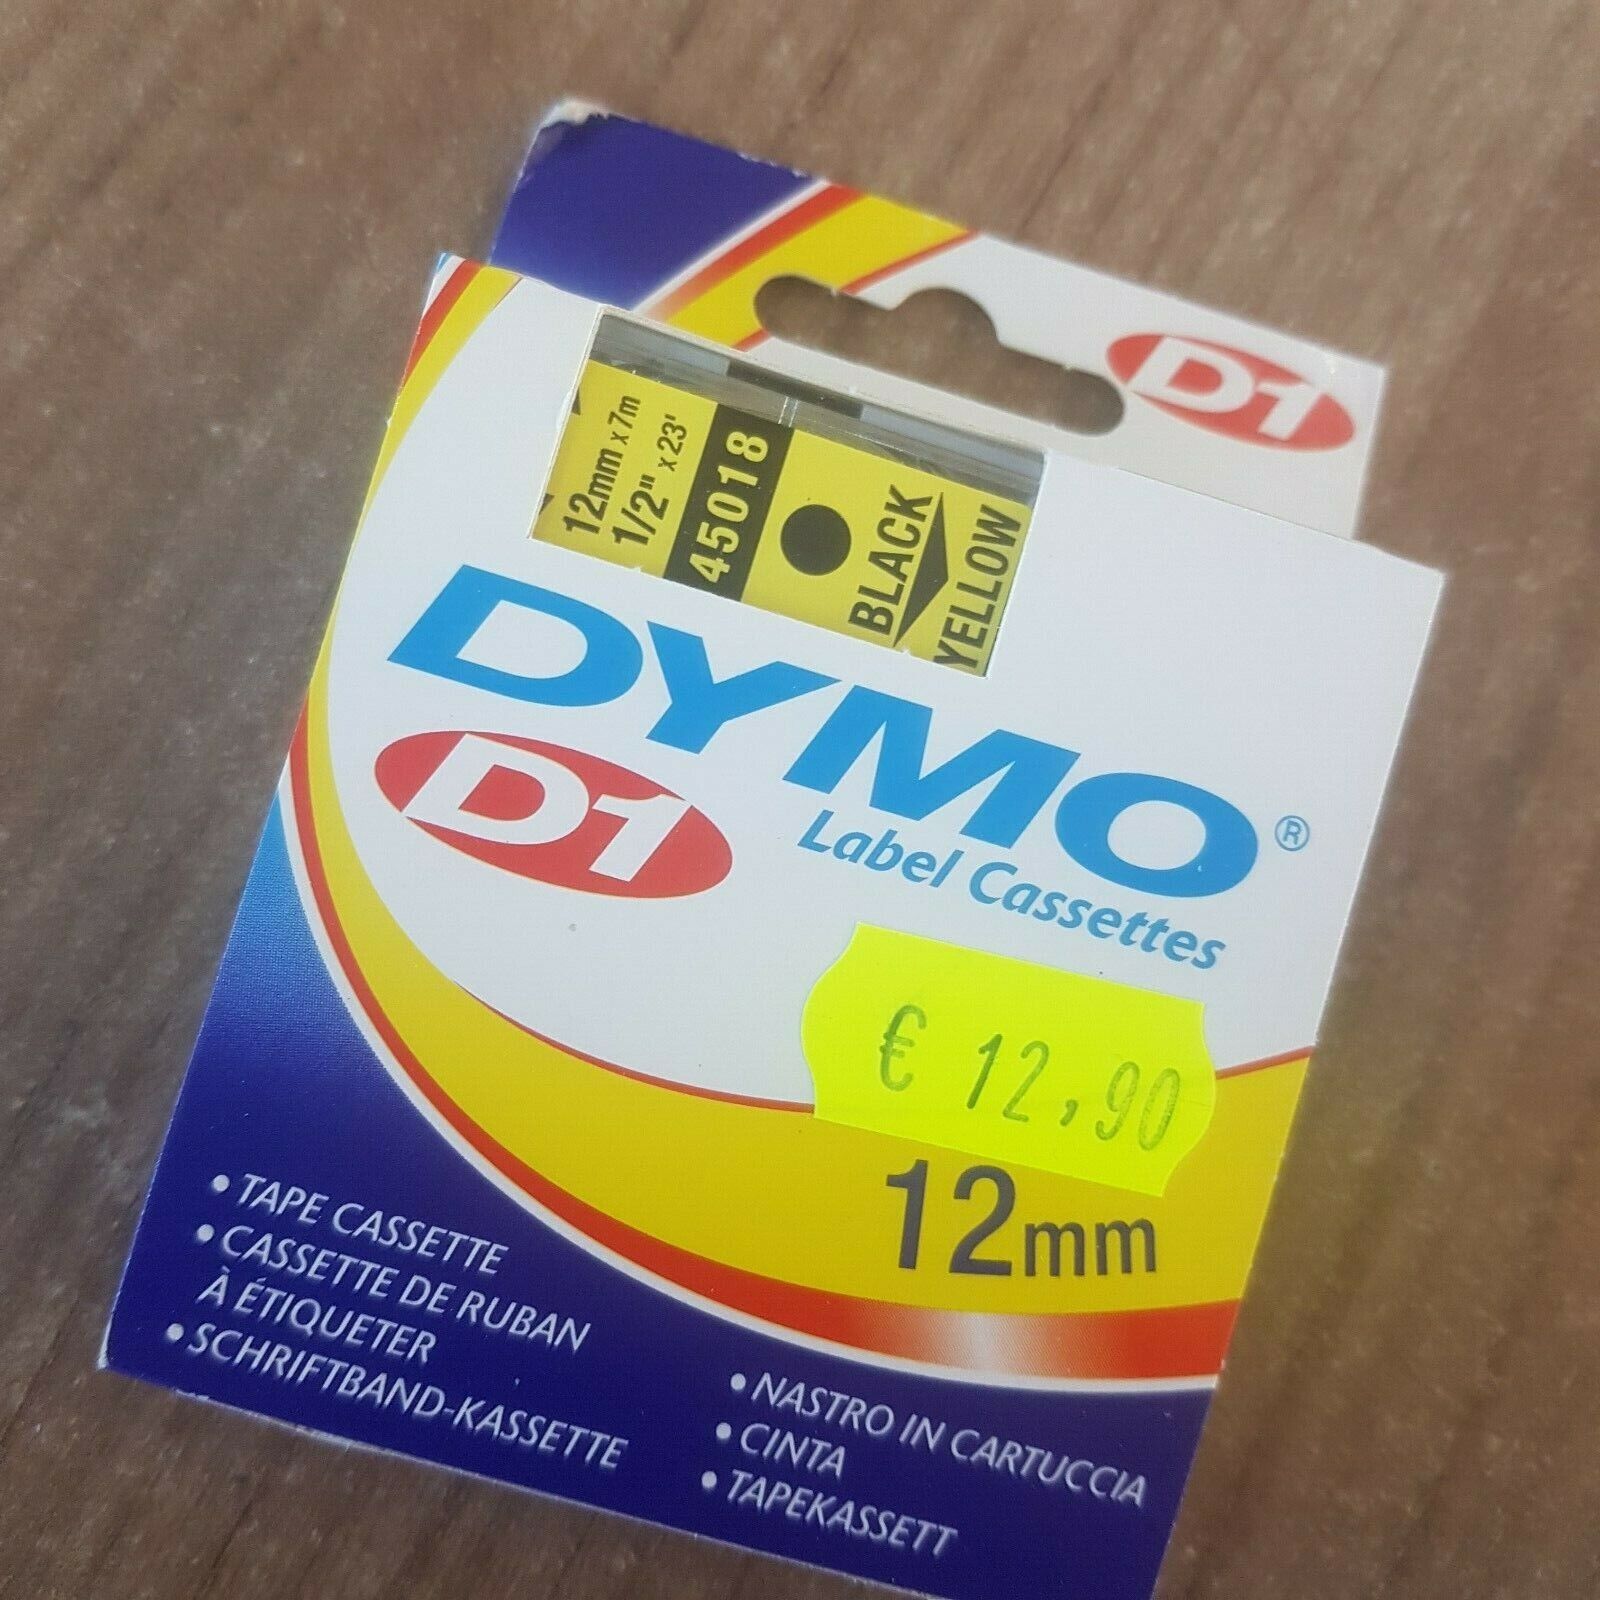 D1
12mm x 7m
1/2" x 23'
45018
BLACK
YELLOW
DYMO®
D1
Label Cassettes
€ 12,90
12mm
• TAPE CASSETTE
• CASSETTE DE RUBAN
À ÉTIQUETER
• SCHRIFTBAND-KASSETTE
• NASTRO IN CARTUCCIA
• CINTA
• TAPEKASSETT